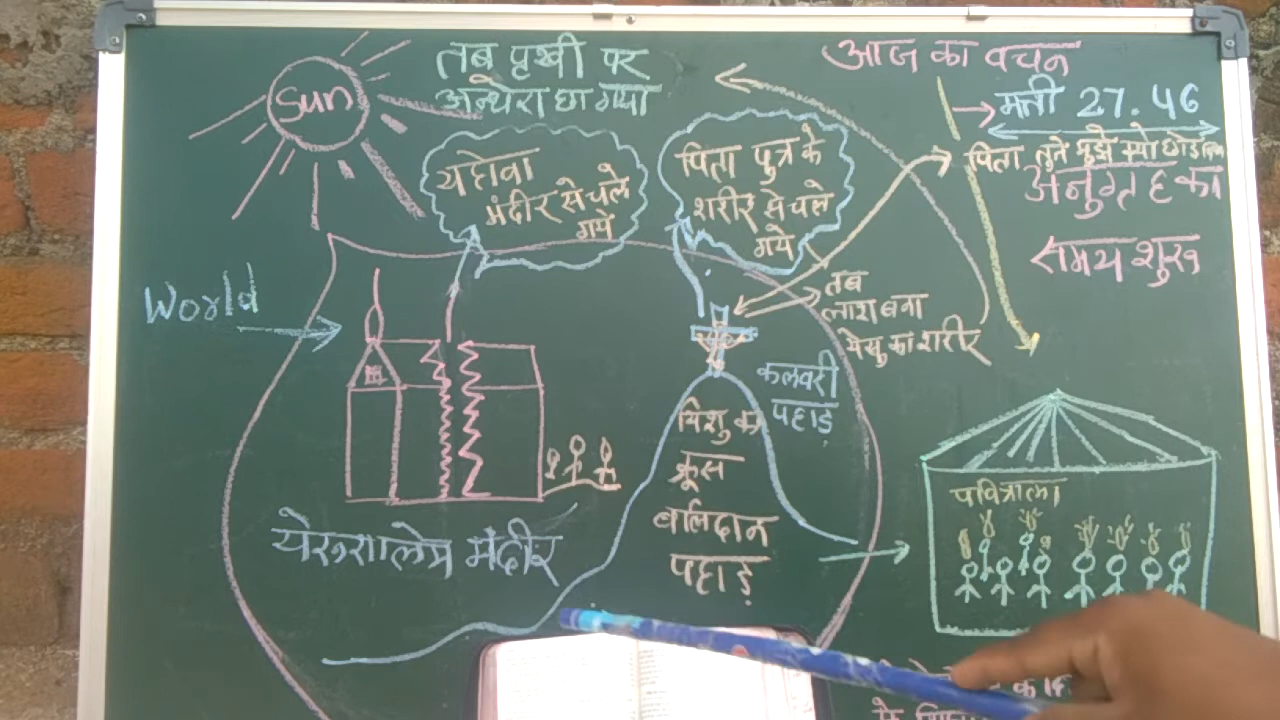 Sun
तब पृथ्वी पर
अन्धेरा छा गया
आज का वचन
मत्ती 27.46
पिता तुने मुझे क्यो छोड़
अनुग्रह का
समय शुरू
यहोवा
मंदीर से चले
गये
पिता पुत्र के
शरीर से चले
गये
World
तब
लाश बना
येसु का शरीर
कलवरी
पहाड़
यिशु का
क्रूस
बलिदान
पहाड़
येरुशालेम मंदीर
पवित्रात्मा